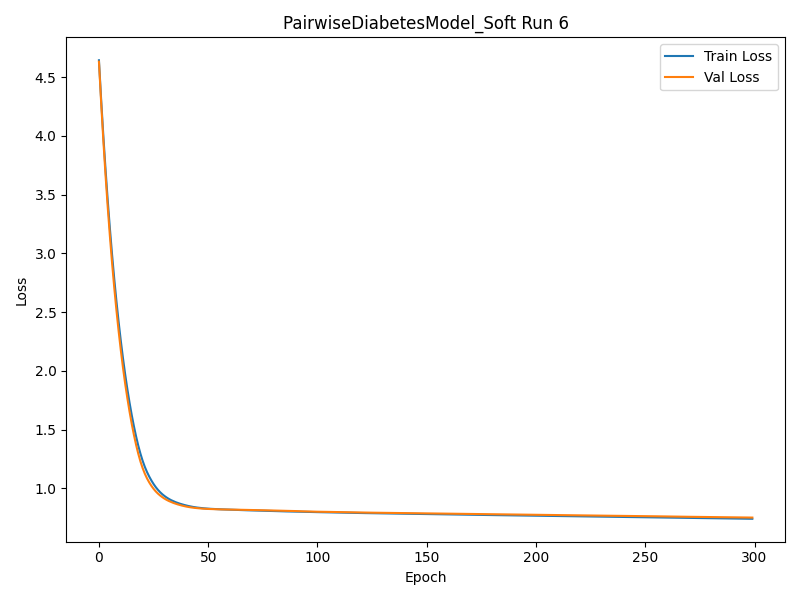 PairwiseDiabetesModel_Soft Run 6
Train Loss
Val Loss
4.5
4.0
3.5
3.0
2.5
2.0
1.5
1.0
Loss
0 50 100 150 200 250 300
Epoch